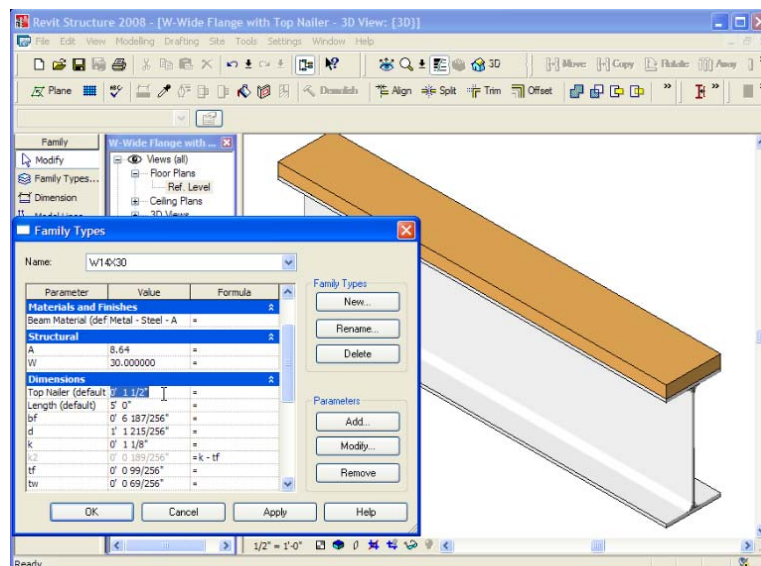 Revit Structure 2008 - [W-Wide Flange with Top Nailer - 3D View: {3D}]
File Edit View Modeling Drafting Site Tools Settings Window Help
3D Move Copy Rotate Array
Plane Demolish Align Split Trim Offset » »
Family
Modify
Family Types...
Dimension
Model Lines
W-Wide Flange with ...
Views (all)
Floor Plans
Ref. Level
Ceiling Plans
3D Views
Family Types
Name: W14X30
Parameter Value Formula
Materials and Finishes
Beam Material (def Metal - Steel - A =
Structural
A 8.64 =
W 30.000000 =
Dimensions
Top Nailer (default 0' 1 1/2" =
Length (default) 5' 0" =
bf 0' 6 187/256" =
d 1' 1 215/256" =
k 0' 1 1/8" =
k2 0' 0 189/256" =k - tf
tf 0' 0 99/256" =
tw 0' 0 69/256" =
Family Types
New...
Rename...
Delete
Parameters
Add...
Modify...
Remove
OK Cancel Apply Help
1/2" = 1'-0"
Ready